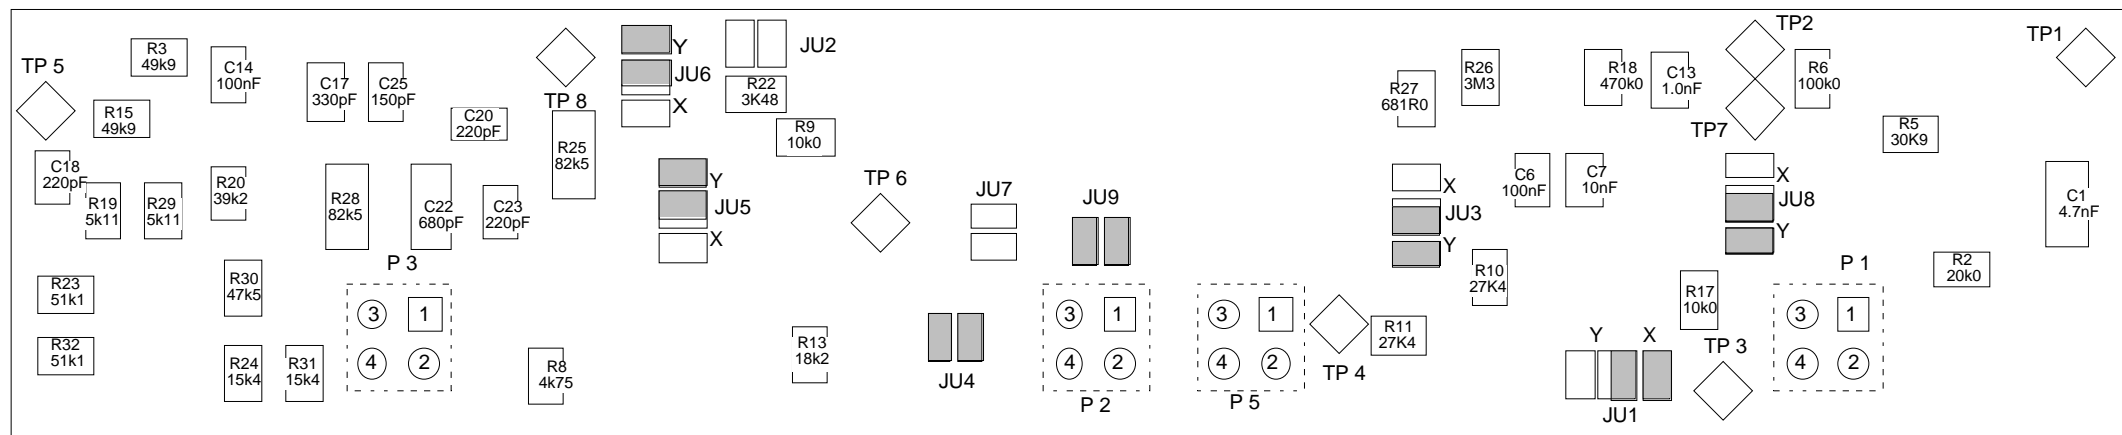 TP 5
R3
49k9
C14
100nF
R15
49k9
C17
330pF
C25
150pF
C20
220pF
TP 8
Y
JU6
X
JU2
R22
3K48
R9
10k0
R25
82k5
C18
220pF
R19
5k11
R29
5k11
R20
39k2
R28
82k5
C22
680pF
C23
220pF
Y
JU5
X
TP 6
JU7
JU9
R27
681R0
R26
3M3
R18
470k0
C13
1.0nF
TP2
TP7
R6
100k0
TP1
R5
30K9
X
JU3
Y
C6
100nF
C7
10nF
X
JU8
Y
C1
4.7nF
R23
51k1
R32
51k1
R30
47k5
R24
15k4
R31
15k4
P 3
3
1
4
2
R8
4k75
R13
18k2
JU4
3
1
4
2
P 2
3
1
4
2
P 5
TP 4
R11
27K4
R10
27K4
R17
10k0
Y
X
JU1
TP 3
P 1
3
1
4
2
R2
20k0